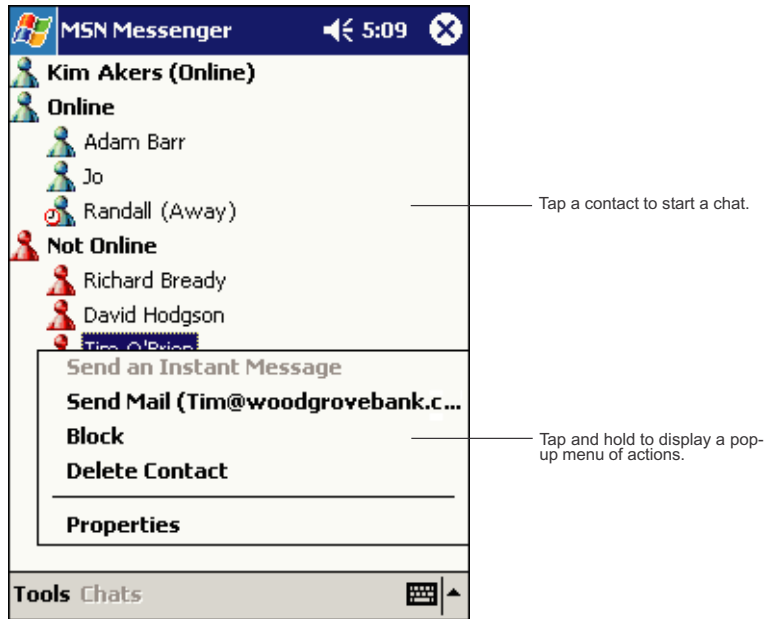 MSN Messenger 5:09
Kim Akers (Online)
Online
Adam Barr
Jo
Randall (Away)
Tap a contact to start a chat.
Not Online
Richard Bready
David Hodgson
Tim O'Brien
Send an Instant Message
Send Mail (Tim@woodgrovebank.c...
Block
Tap and hold to display a pop-
up menu of actions.
Delete Contact
Properties
Tools Chats